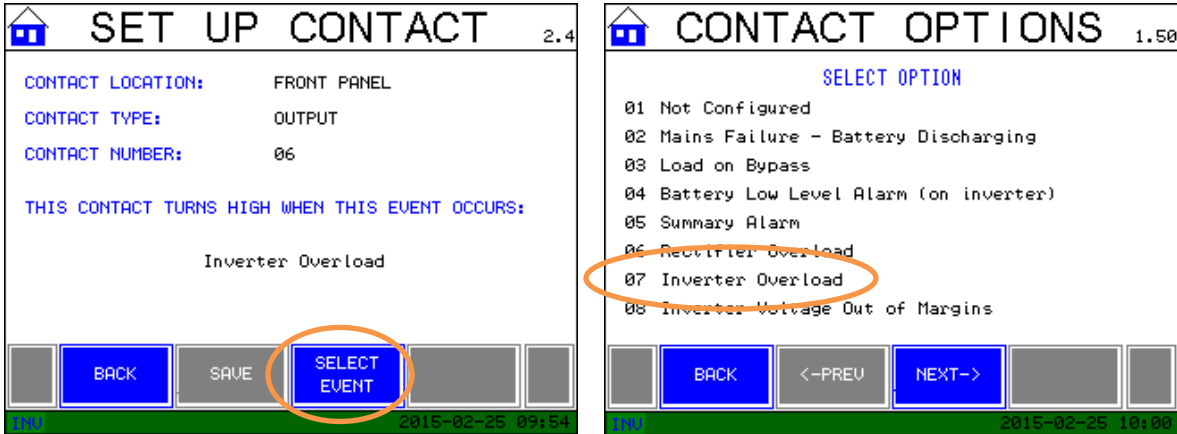 SET UP CONTACT 2.4
CONTACT LOCATION: FRONT PANEL
CONTACT TYPE: OUTPUT
CONTACT NUMBER: 06
THIS CONTACT TURNS HIGH WHEN THIS EVENT OCCURS:
Inverter Overload
BACK SAVE SELECT EVENT
INV 2015-02-25 09:54
CONTACT OPTIONS 1.50
SELECT OPTION
01 Not Configured
02 Mains Failure - Battery Discharging
03 Load on Bypass
04 Battery Low Level Alarm (on inverter)
05 Summary Alarm
06 Rectifier Overload
07 Inverter Overload
08 Inverter Voltage Out of Margins
BACK <-PREV NEXT->
INV 2015-02-25 10:00